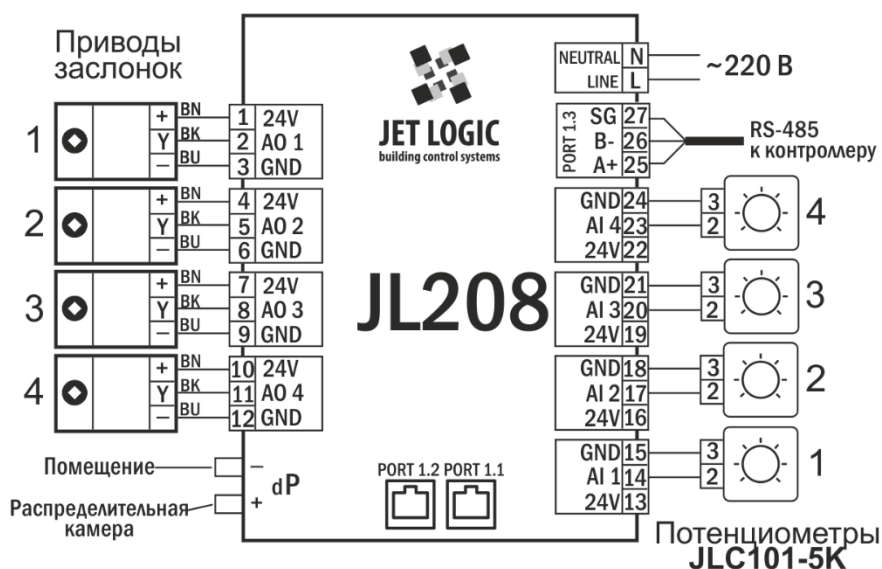 Приводы
заслонок
1
+ BN 1 24V
Y BK 2 AO 1
— BU 3 GND
2
+ BN 4 24V
Y BK 5 AO 2
— BU 6 GND
3
+ BN 7 24V
Y BK 8 AO 3
— BU 9 GND
4
+ BN 10 24V
Y BK 11 AO 4
— BU 12 GND
Помещение —
dP
Распределительная +
камера
JET LOGIC
building control systems
JL208
PORT 1.2 PORT 1.1
NEUTRAL N ~220 В
LINE L
PORT 1.3
SG 27
B- 26
A+ 25
RS-485
к контроллеру
GND 24 3
AI 4 23 2
24V 22
4
GND 21 3
AI 3 20 2
24V 19
3
GND 18 3
AI 2 17 2
24V 16
2
GND 15 3
AI 1 14 2
24V 13
1
Потенциометры
JLC101-5K